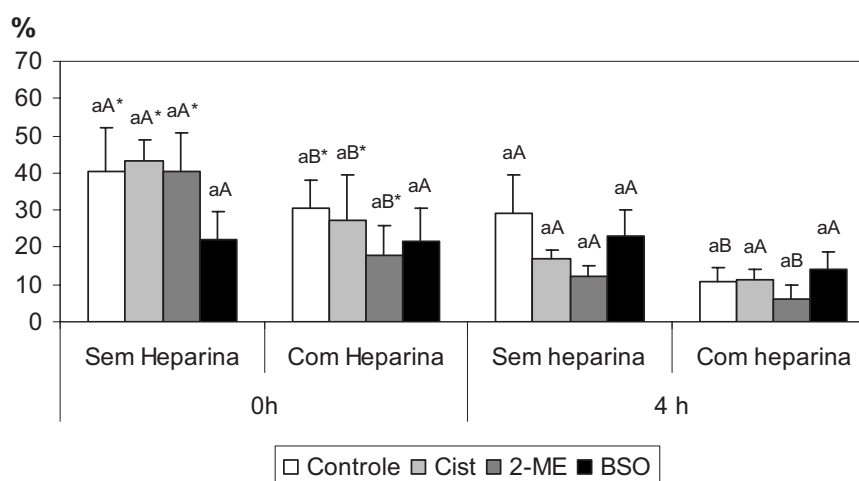 %
70
60
50
40
30
20
10
0
aA* aA* aA* aA aB* aB* aB* aA aA aA aA aA aB aA aB aA
Sem Heparina Com Heparina Sem heparina Com heparina
0h 4 h
Controle Cist 2-ME BSO